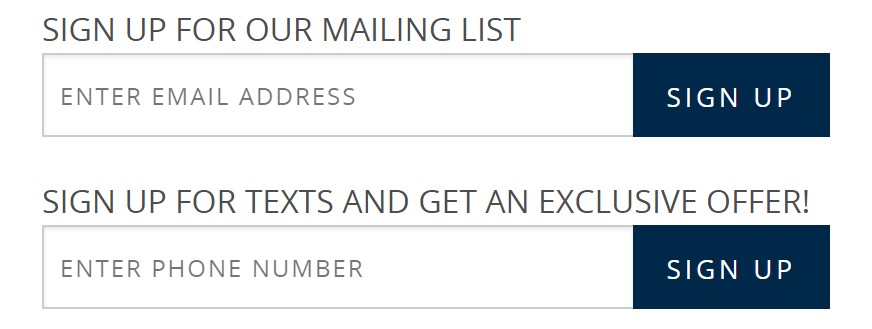 SIGN UP FOR OUR MAILING LIST
ENTER EMAIL ADDRESS SIGN UP
SIGN UP FOR TEXTS AND GET AN EXCLUSIVE OFFER!
ENTER PHONE NUMBER SIGN UP